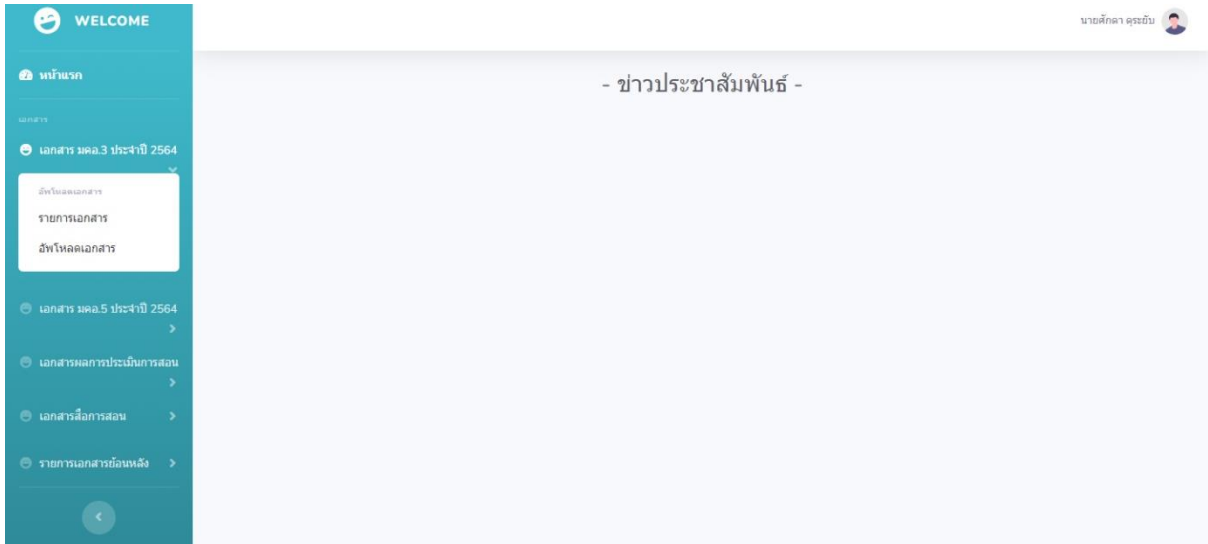 WELCOME
นายศักดา ดุระยับ
หน้าแรก
- ข่าวประชาสัมพันธ์ -
เอกสาร
เอกสาร มคอ.3 ประจำปี 2564
อัพโหลดเอกสาร
รายการเอกสาร
อัพโหลดเอกสาร
เอกสาร มคอ.5 ประจำปี 2564
เอกสารผลการประเมินการสอน
เอกสารสื่อการสอน
รายการเอกสารย้อนหลัง